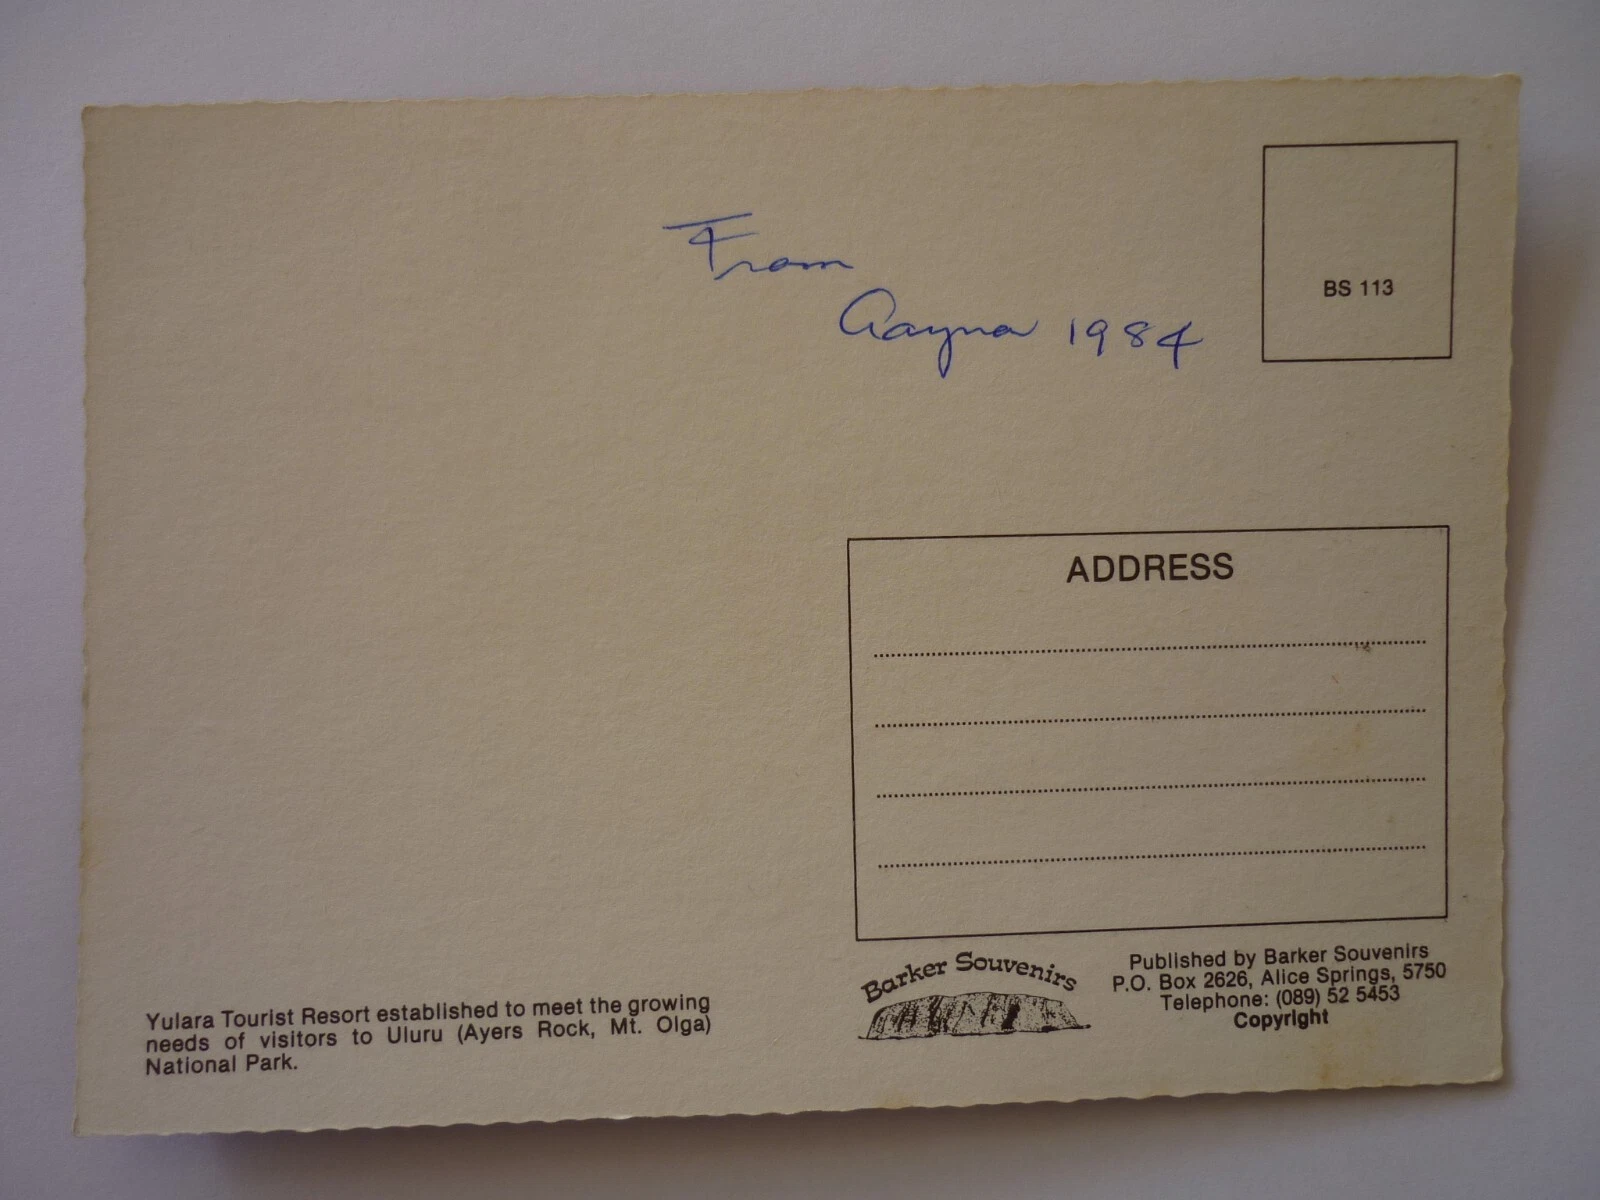 From
Gayna 1984
BS 113
ADDRESS
Yulara Tourist Resort established to meet the growing
needs of visitors to Uluru (Ayers Rock, Mt. Olga)
National Park.
Barker Souvenirs
Published by Barker Souvenirs
P.O. Box 2626, Alice Springs, 5750
Telephone: (089) 52 5453
Copyright